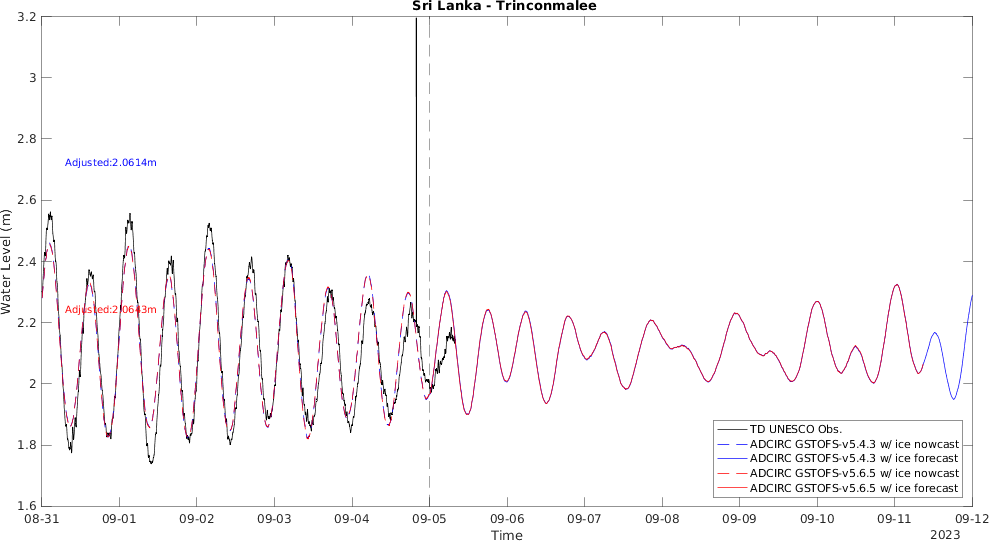 Sri Lanka - Trinconmalee
3.2
3
2.8
2.6
2.4
2.2
2
1.8
1.6
Water Level (m)
Adjusted:2.0614m
Adjusted:2.0643m
TD UNESCO Obs.
ADCIRC GSTOFS-v5.4.3 w/ ice nowcast
ADCIRC GSTOFS-v5.4.3 w/ ice forecast
ADCIRC GSTOFS-v5.6.5 w/ ice nowcast
ADCIRC GSTOFS-v5.6.5 w/ ice forecast
08-31 09-01 09-02 09-03 09-04 09-05 09-06 09-07 09-08 09-09 09-10 09-11 09-12
Time
2023